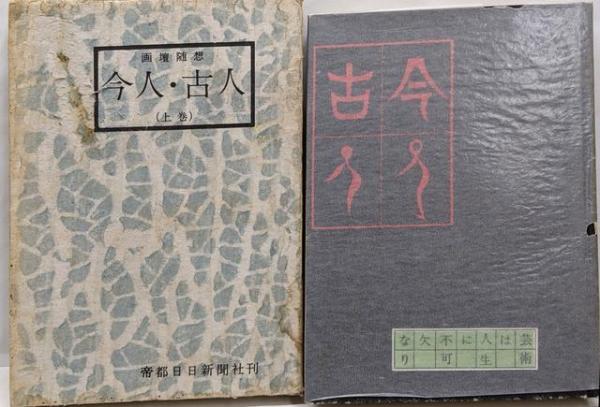 画壇随想
今人・古人
(上巻)
帝都日日新聞社刊
今人
古人
芸術は人生に不可欠なり